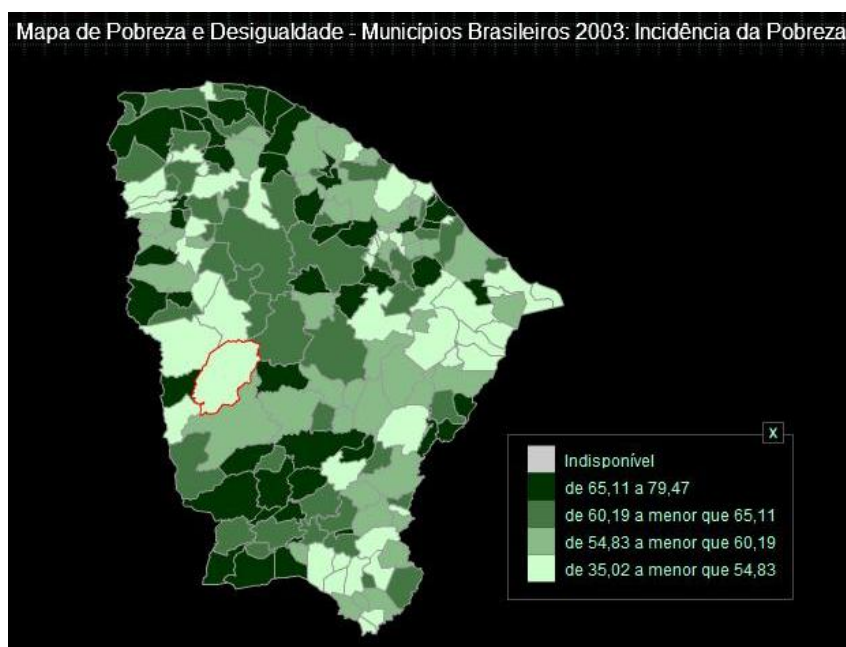 Mapa de Pobreza e Desigualdade - Municípios Brasileiros 2003: Incidência da Pobreza
X
Indisponível
de 65,11 a 79,47
de 60,19 a menor que 65,11
de 54,83 a menor que 60,19
de 35,02 a menor que 54,83